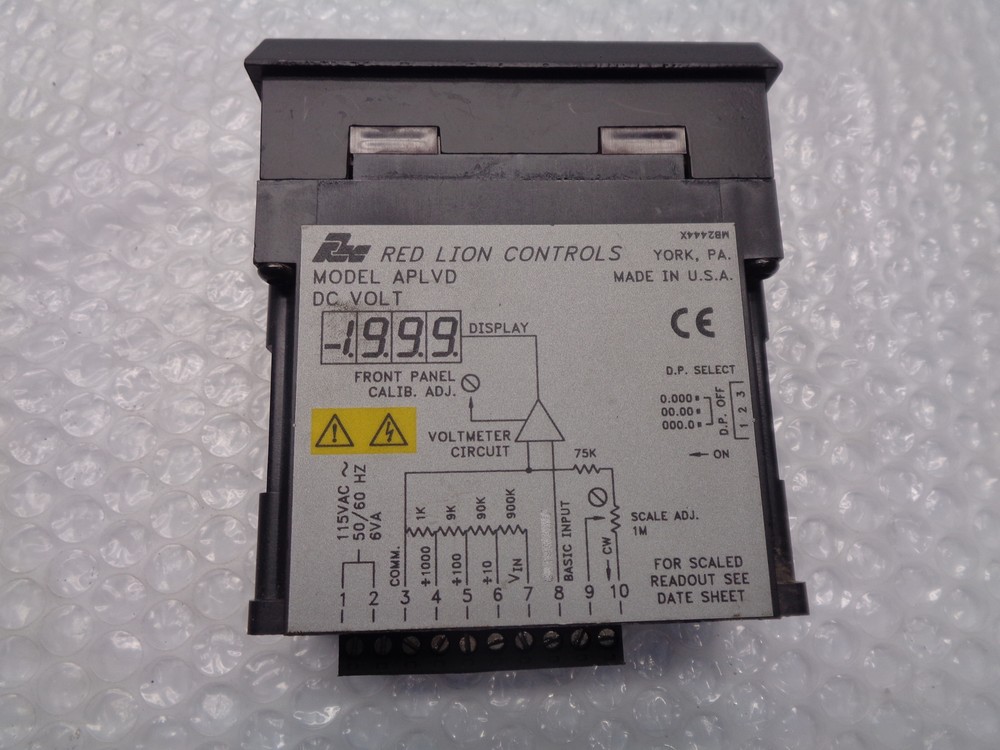 MB2444X
RLC RED LION CONTROLS YORK, PA.
MODEL APLVD MADE IN U.S.A.
DC VOLT
-1.9.9.9. DISPLAY
CE
FRONT PANEL
CALIB. ADJ.
D.P. SELECT
0.000
00.00
000.0
D.P. OFF
1 2 3
ON
VOLTMETER
CIRCUIT
75K
115VAC ~
50/60 HZ
6VA
1K
9K
90K
900K
SCALE ADJ.
1M
CW
COMM.
÷1000
÷100
÷10
VIN
BASIC INPUT
FOR SCALED
READOUT SEE
DATE SHEET
1 2 3 4 5 6 7 8 9 10